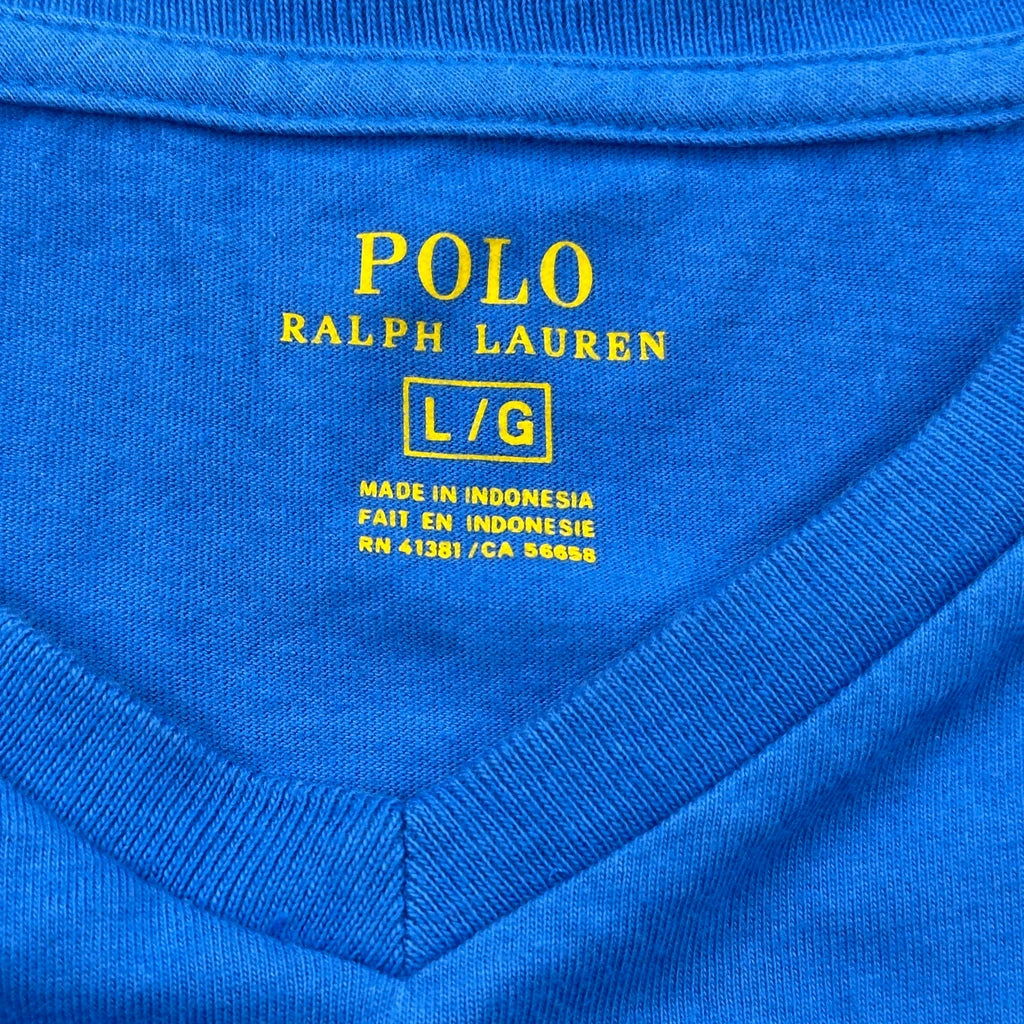 POLO
RALPH LAUREN
L/G
MADE IN INDONESIA
FAIT EN INDONESIE
RN 41381/CA 56658